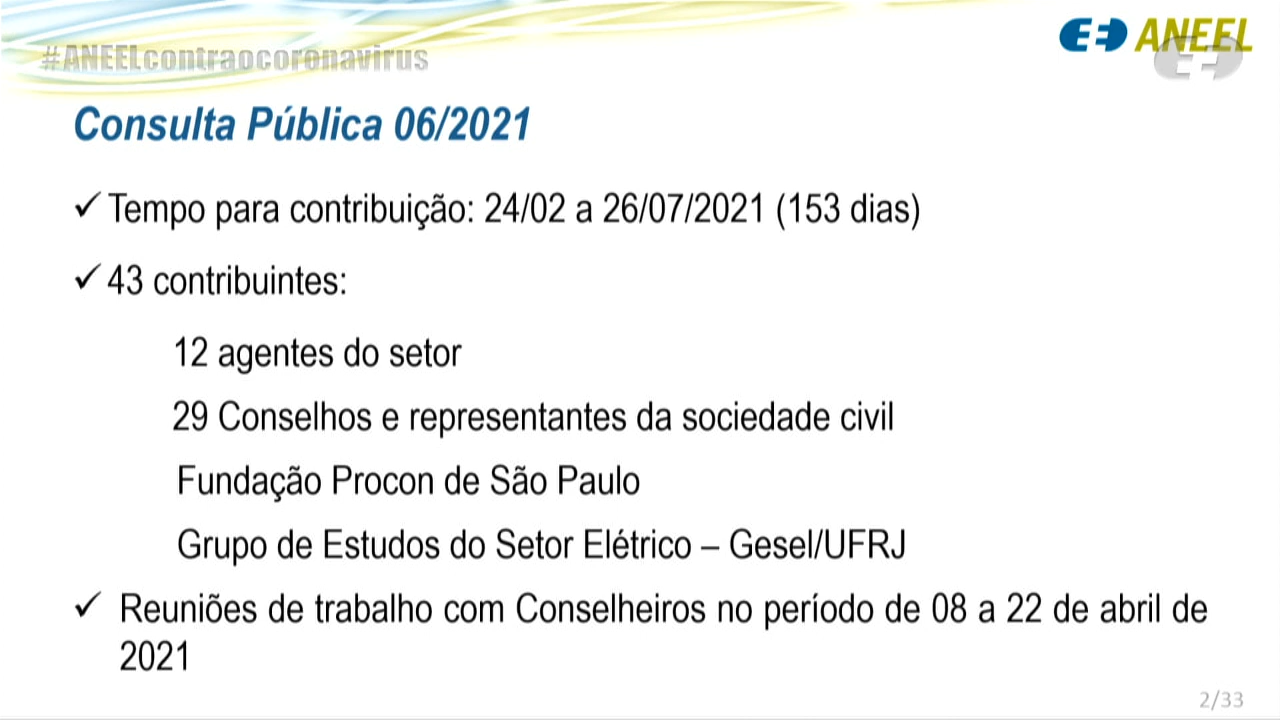 #ANEELcontraocoronavirus
ANEEL
Consulta Pública 06/2021
✓ Tempo para contribuição: 24/02 a 26/07/2021 (153 dias)
✓ 43 contribuintes:
12 agentes do setor
29 Conselhos e representantes da sociedade civil
Fundação Procon de São Paulo
Grupo de Estudos do Setor Elétrico – Gesel/UFRJ
✓ Reuniões de trabalho com Conselheiros no período de 08 a 22 de abril de
2021
2/33